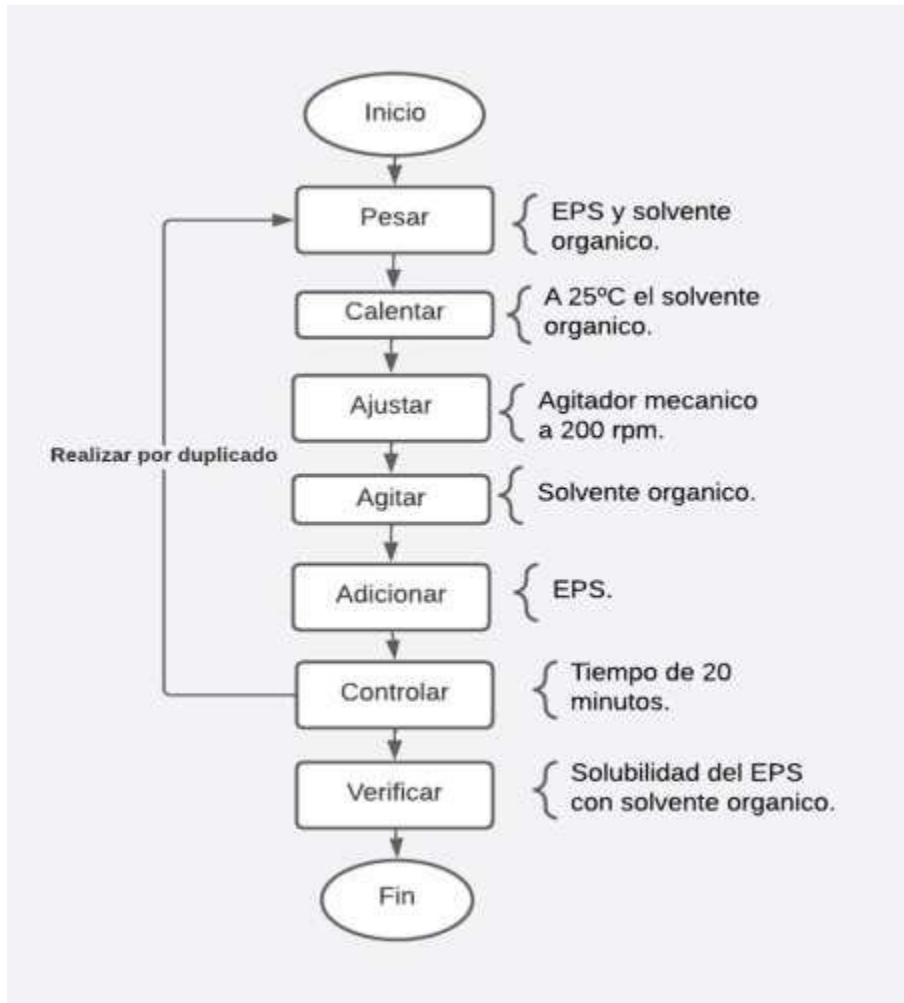 Inicio
Pesar
EPS y solvente
organico.
Calentar
A 25ºC el solvente
organico.
Ajustar
Agitador mecanico
a 200 rpm.
Realizar por duplicado
Agitar
Solvente organico.
Adicionar
EPS.
Controlar
Tiempo de 20
minutos.
Verificar
Solubilidad del EPS
con solvente organico.
Fin